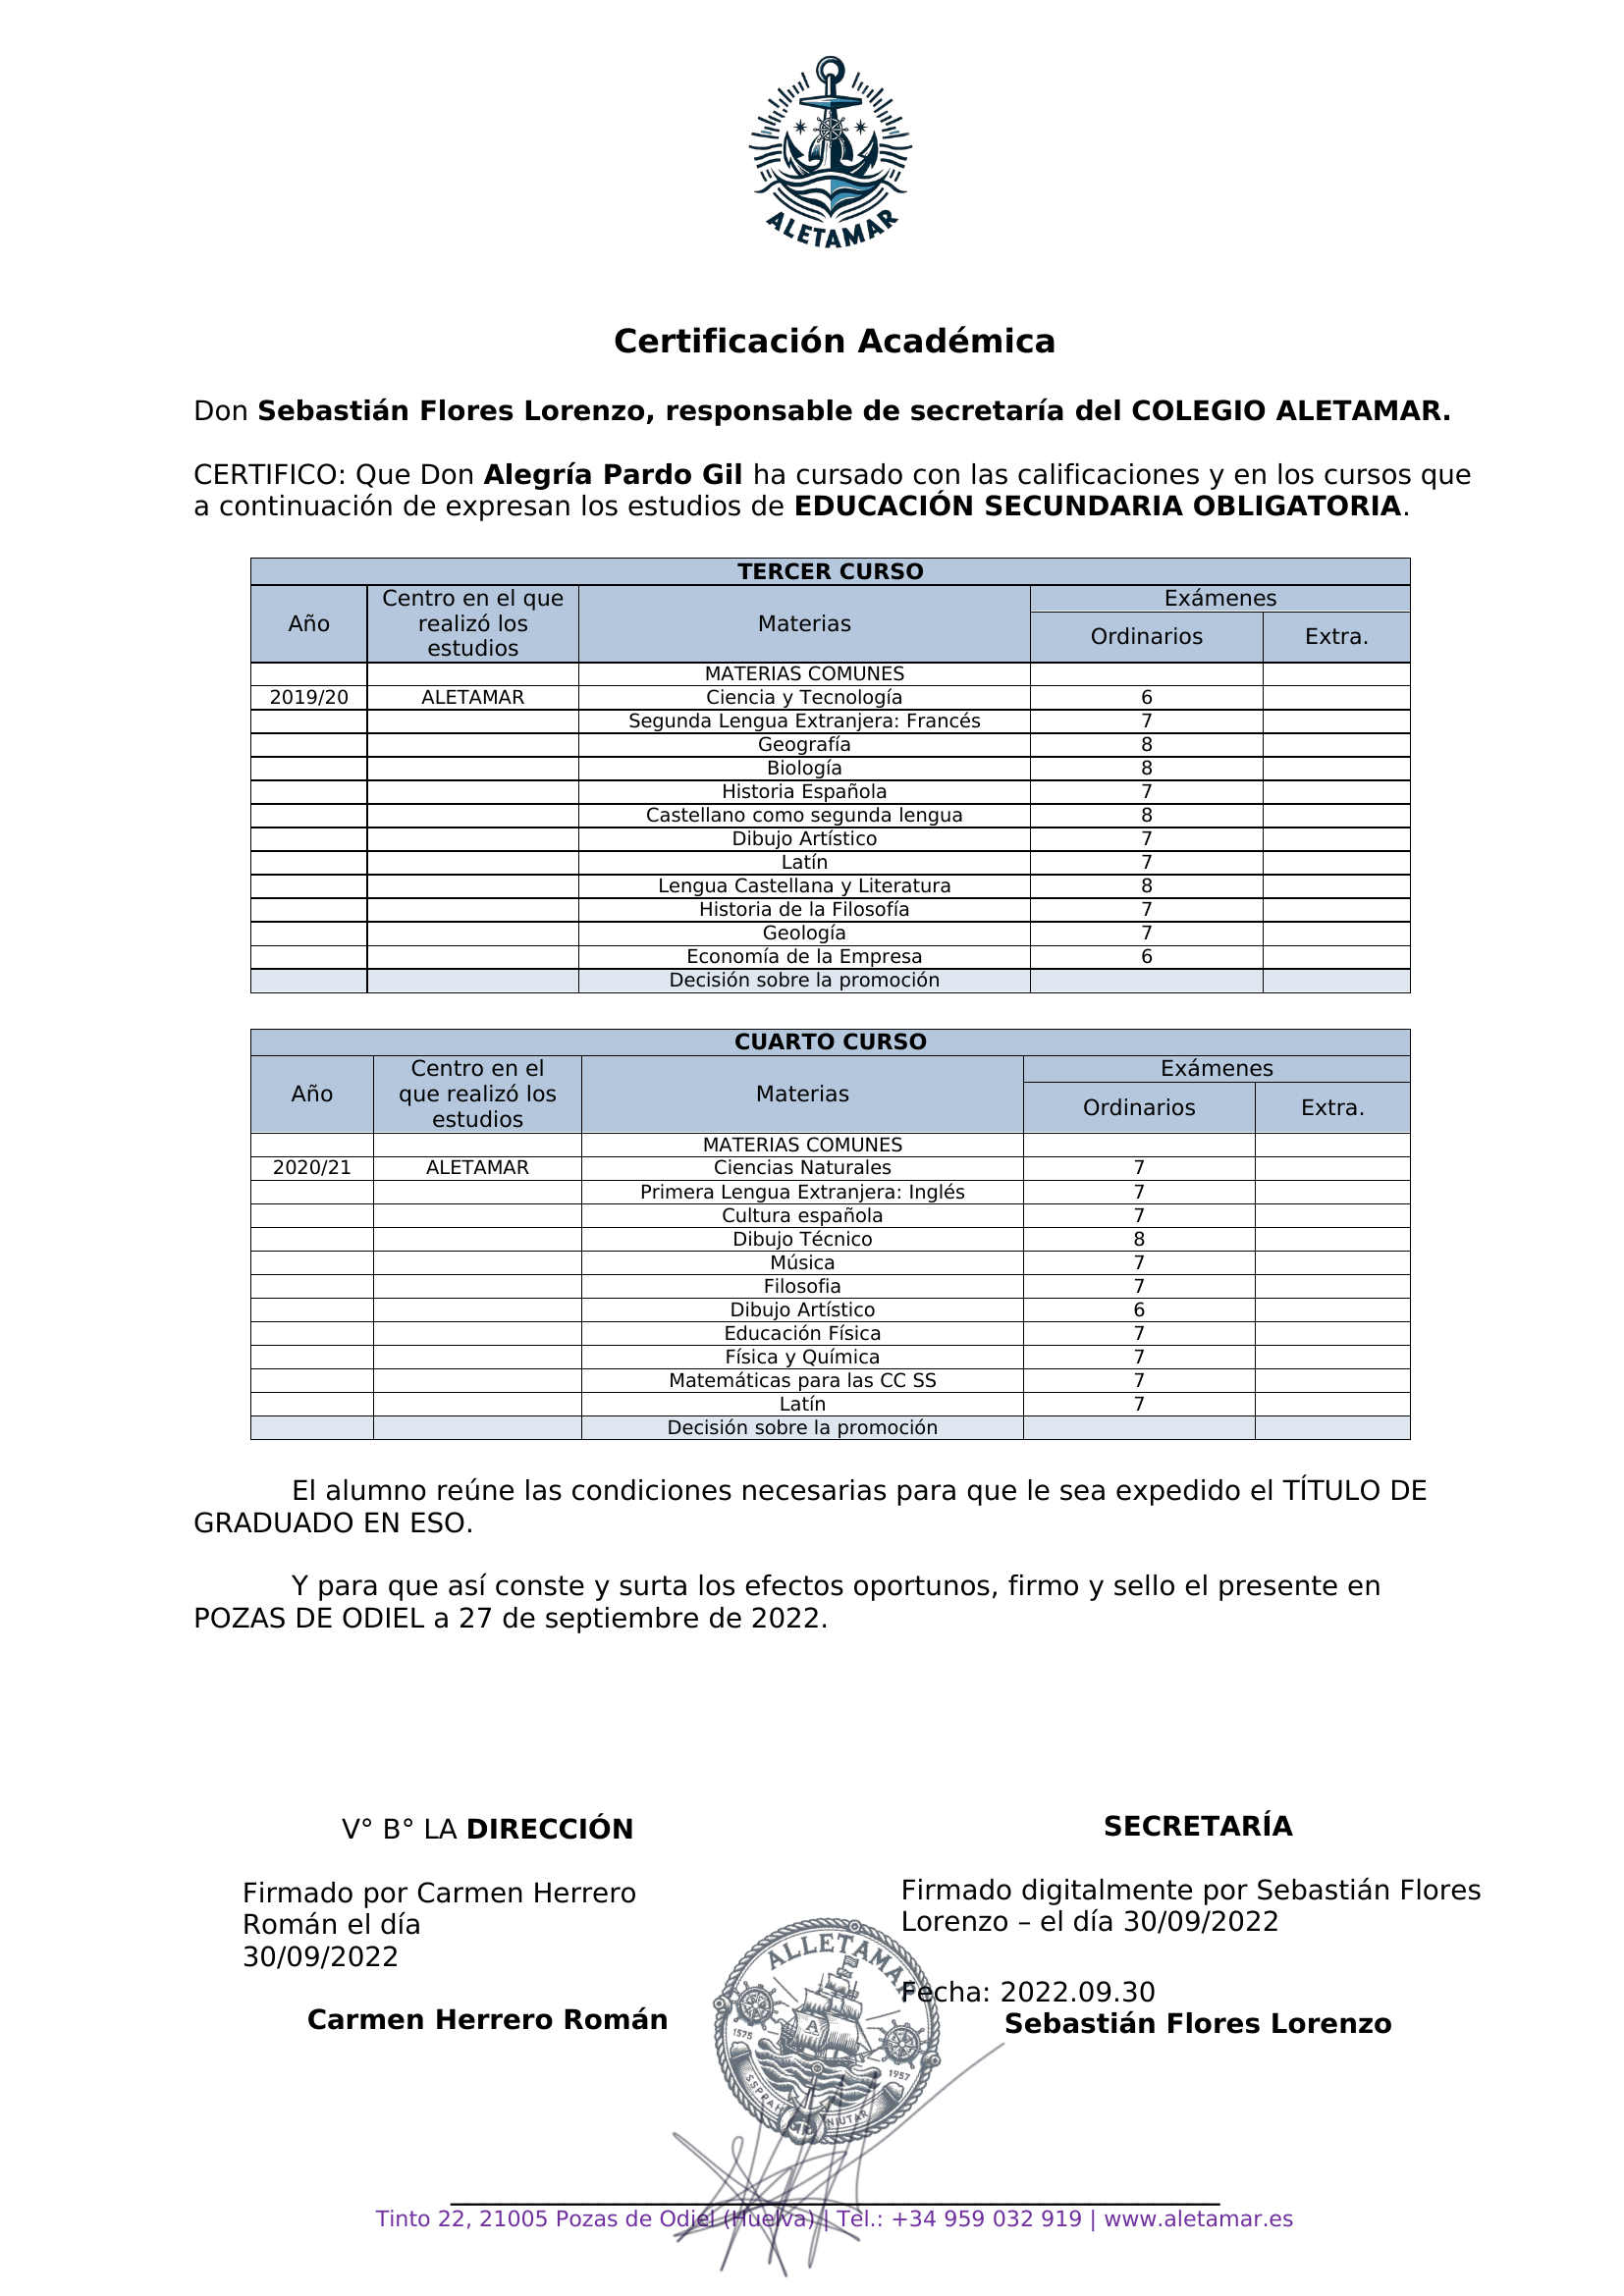 ALETAMAR
Certificación Académica
Don Sebastián Flores Lorenzo, responsable de secretaría del COLEGIO ALETAMAR.
CERTIFICO: Que Don Alegría Pardo Gil ha cursado con las calificaciones y en los cursos que
a continuación de expresan los estudios de EDUCACIÓN SECUNDARIA OBLIGATORIA.
TERCER CURSO
Año Centro en el que realizó los estudios Materias Exámenes
Ordinarios Extra.
MATERIAS COMUNES
2019/20 ALETAMAR Ciencia y Tecnología 6
Segunda Lengua Extranjera: Francés 7
Geografía 8
Biología 8
Historia Española 7
Castellano como segunda lengua 8
Dibujo Artístico 7
Latín 7
Lengua Castellana y Literatura 8
Historia de la Filosofía 7
Geología 7
Economía de la Empresa 6
Decisión sobre la promoción
CUARTO CURSO
Año Centro en el que realizó los estudios Materias Exámenes
Ordinarios Extra.
MATERIAS COMUNES
2020/21 ALETAMAR Ciencias Naturales 7
Primera Lengua Extranjera: Inglés 7
Cultura española 7
Dibujo Técnico 8
Música 7
Filosofia 7
Dibujo Artístico 6
Educación Física 7
Física y Química 7
Matemáticas para las CC SS 7
Latín 7
Decisión sobre la promoción
El alumno reúne las condiciones necesarias para que le sea expedido el TÍTULO DE
GRADUADO EN ESO.
Y para que así conste y surta los efectos oportunos, firmo y sello el presente en
POZAS DE ODIEL a 27 de septiembre de 2022.
V° B° LA DIRECCIÓN
Firmado por Carmen Herrero
Román el día
30/09/2022
Carmen Herrero Román
SECRETARÍA
Firmado digitalmente por Sebastián Flores
Lorenzo – el día 30/09/2022
Fecha: 2022.09.30
Sebastián Flores Lorenzo
ALLETAMAR
A
1575
1957
SSPRAH
NIUTAR
Tinto 22, 21005 Pozas de Odiel (Huelva) | Tel.: +34 959 032 919 | www.aletamar.es